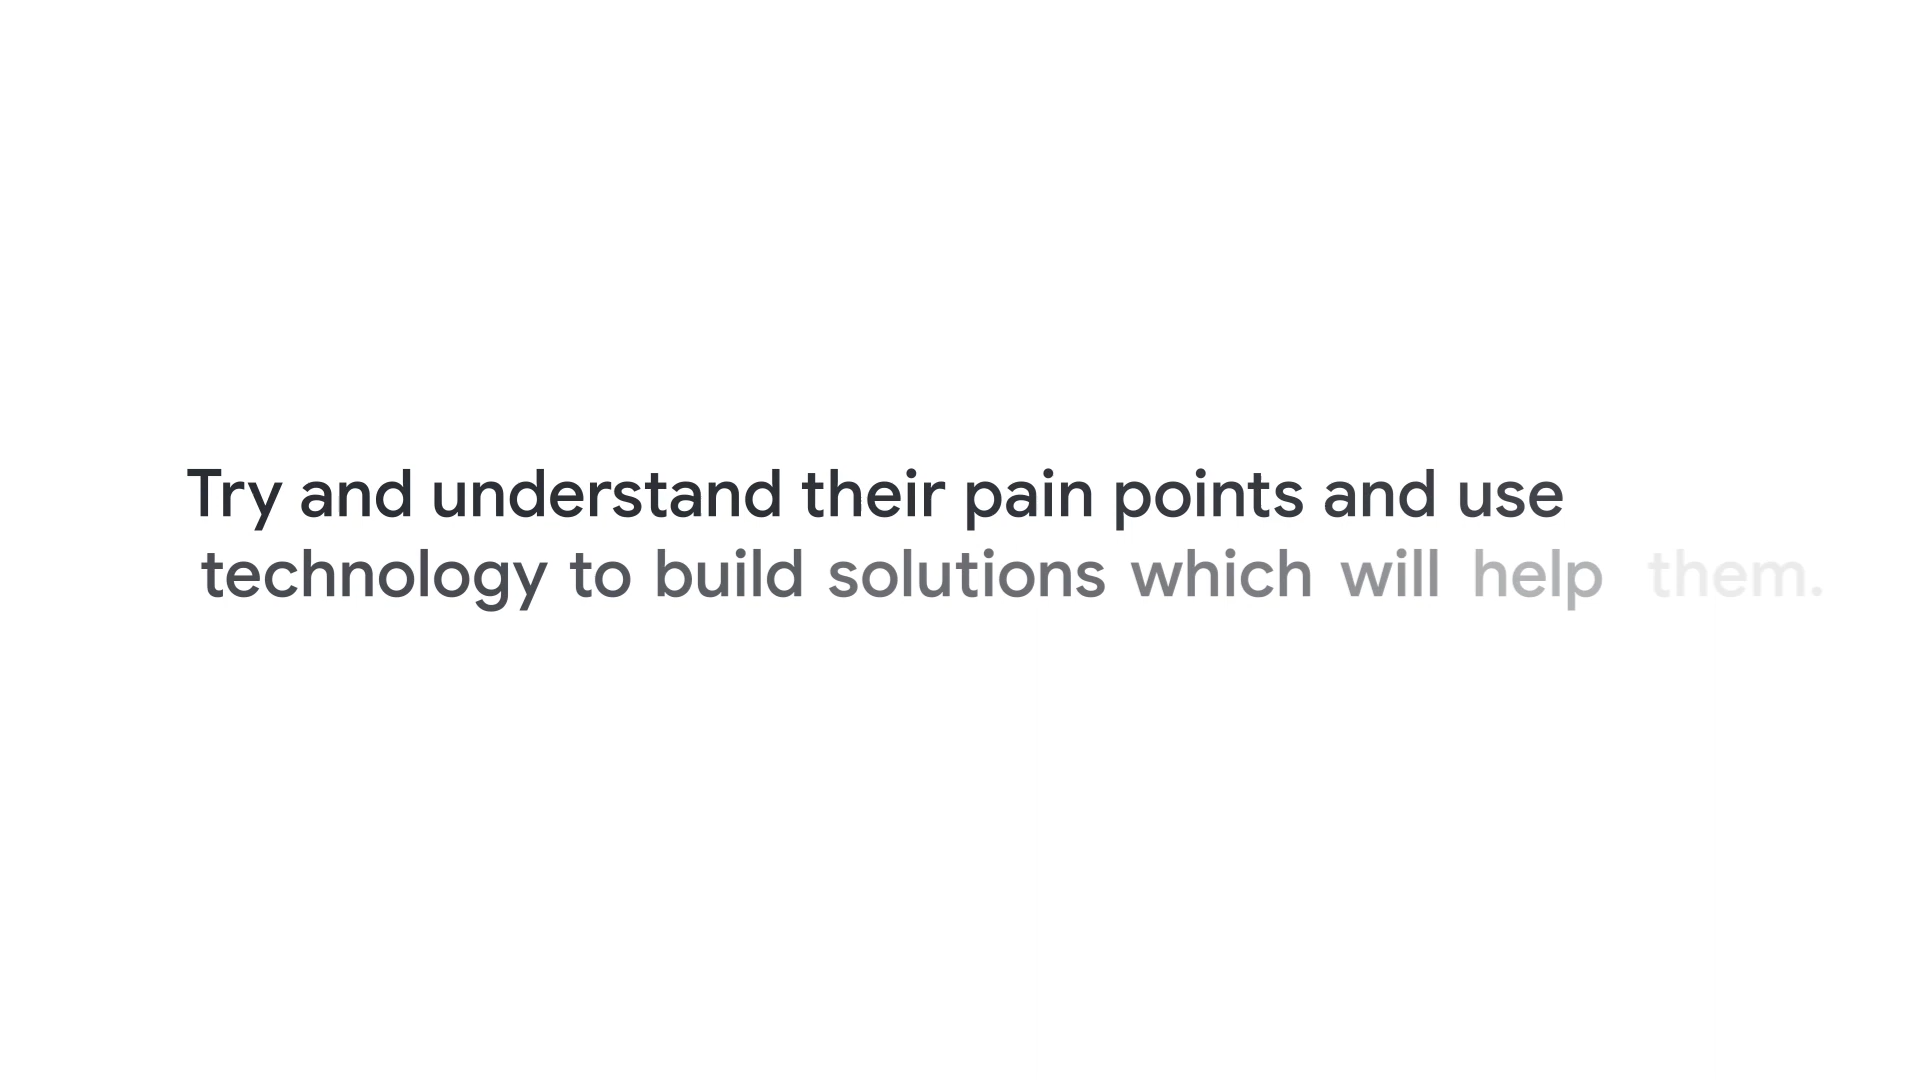 Try and understand their pain points and use
technology to build solutions which will help them.